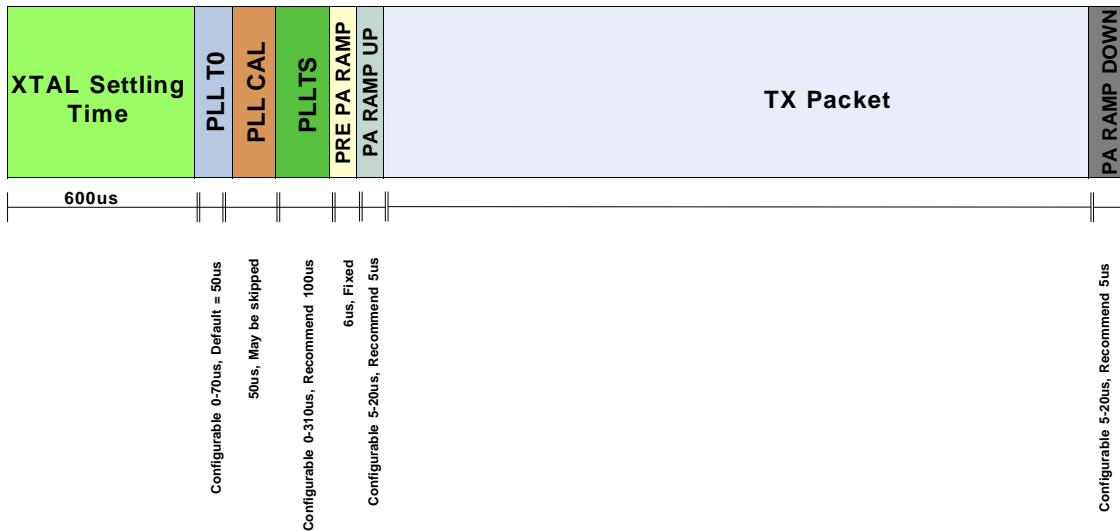 XTAL Settling
Time
PLL T0
PLL CAL
PLLTS
PRE PA RAMP
PA RAMP UP
TX Packet
PA RAMP DOWN
600us
Configurable 0-70us, Default = 50us
50us, May be skipped
Configurable 0-310us, Recommend 100us
6us, Fixed
Configurable 5-20us, Recommend 5us
Configurable 5-20us, Recommend 5us